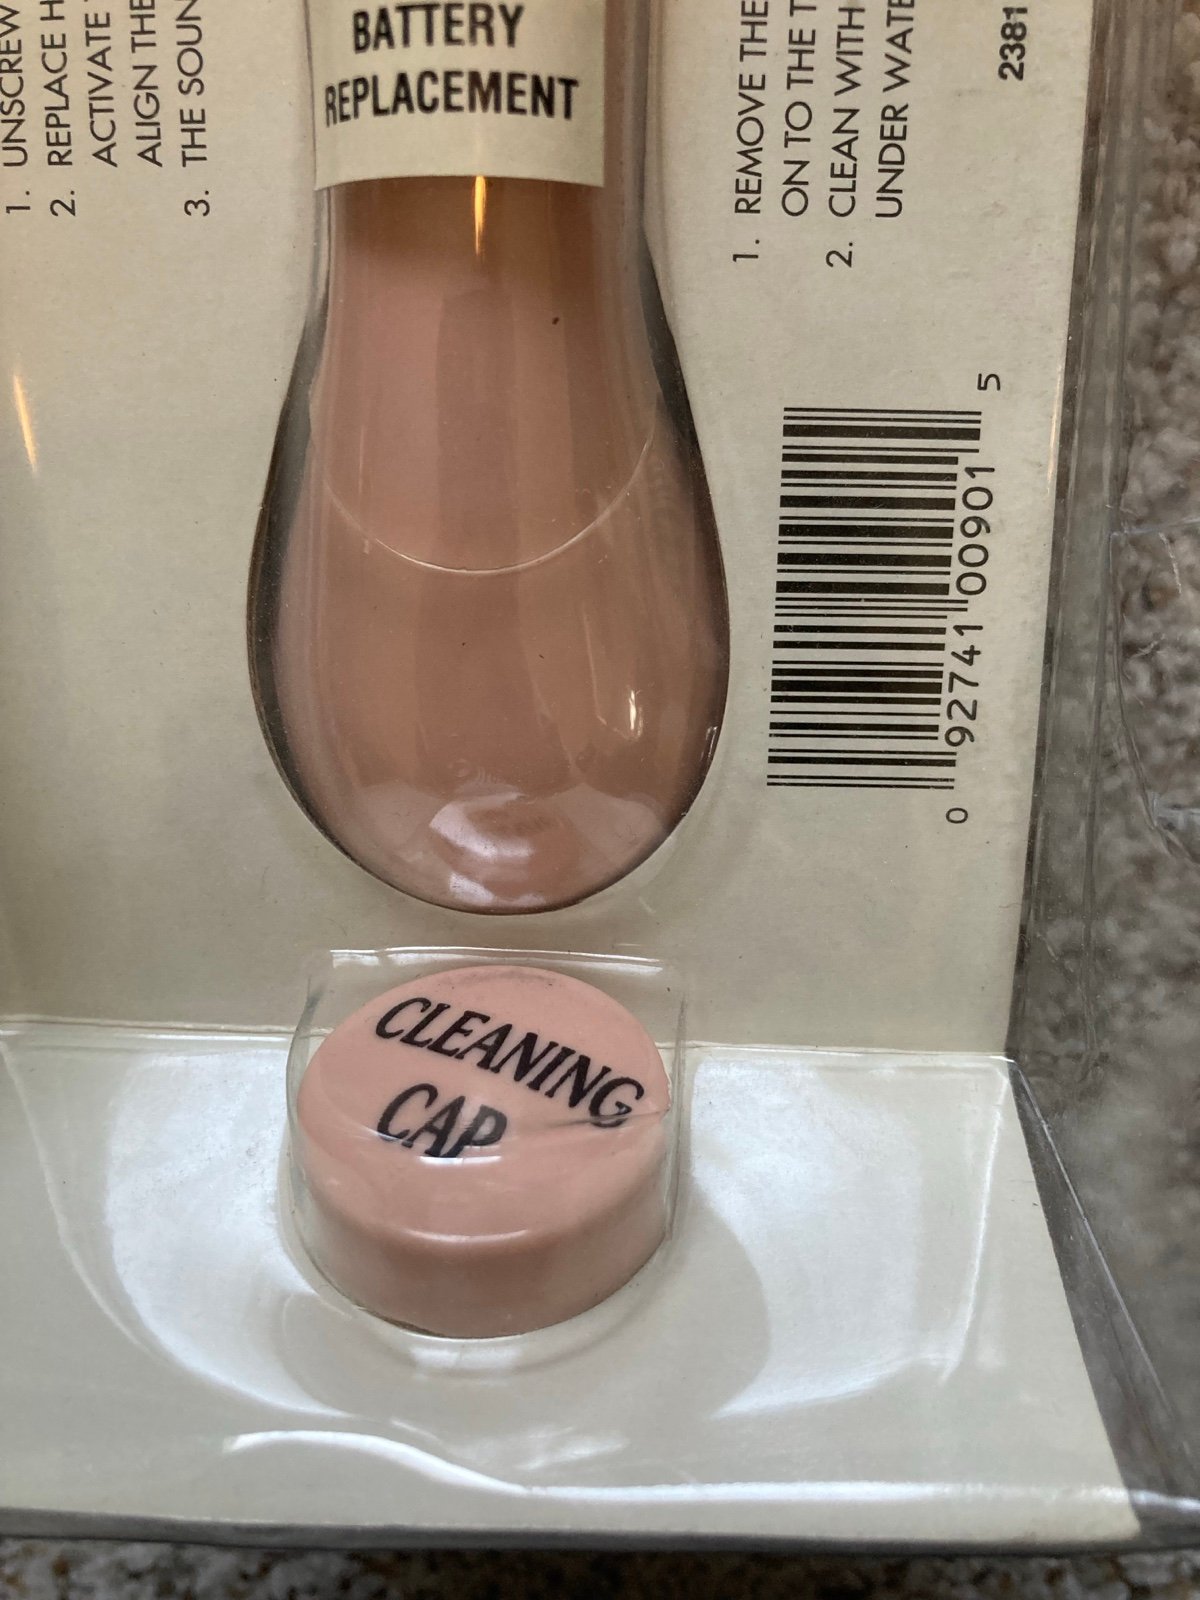 1. UNSCREW
2. REPLACE H
ACTIVATE
ALIGN THE
3. THE SOUN
BATTERY
REPLACEMENT
1. REMOVE THE
ON TO THE T
2. CLEAN WITH
UNDER WATE
2381
0 92741 00901 5
CLEANING
CAP